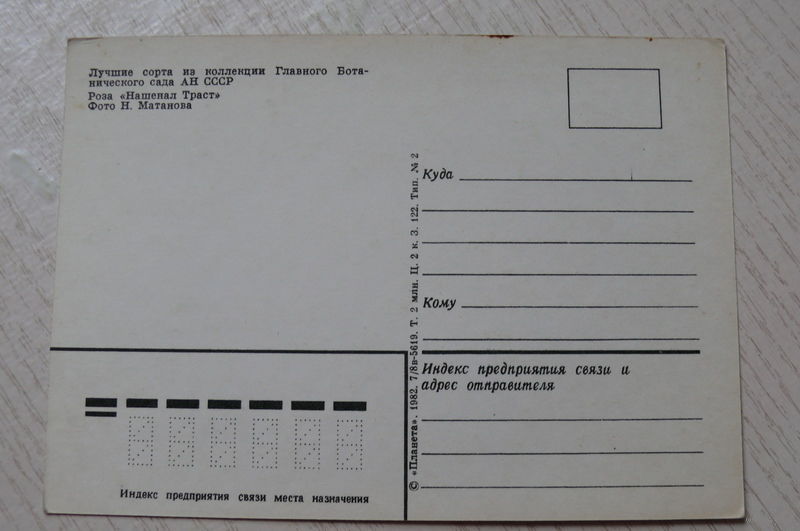 Лучшие сорта из коллекции Главного Бота-
нического сада АН СССР
Роза «Нашенал Траст»
Фото Н. Матанова
© «Планета». 1982. 7/8в-5619. Т. 2 млн. Ц. 2 к. З. 122. Тип. № 2
Куда
Кому
Индекс предприятия связи и
адрес отправителя
Индекс предприятия связи места назначения